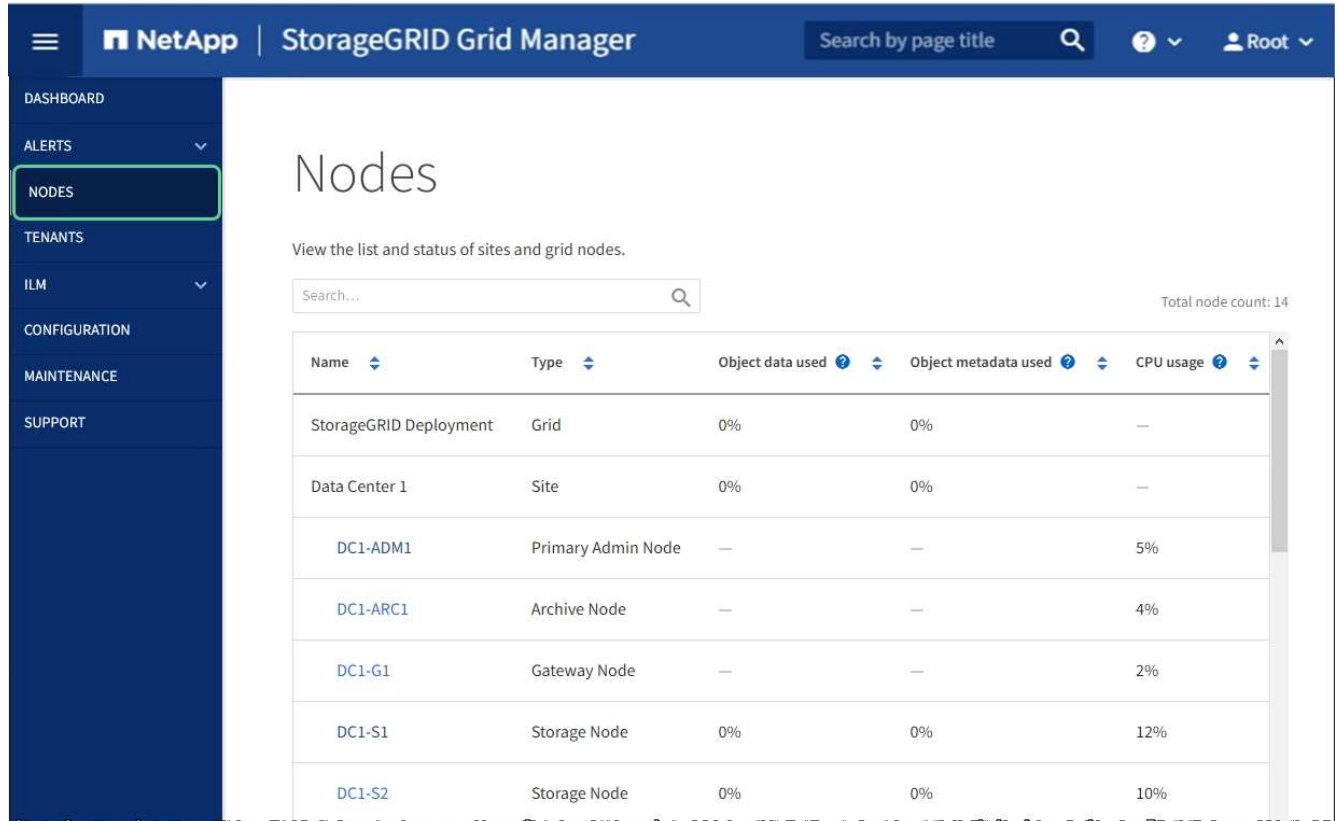 NetApp | StorageGRID Grid Manager
Search by page title
Root
DASHBOARD
ALERTS
NODES
TENANTS
ILM
CONFIGURATION
MAINTENANCE
SUPPORT
Nodes
View the list and status of sites and grid nodes.
Search...
Total node count: 14
Name Type Object data used Object metadata used CPU usage
StorageGRID Deployment Grid 0% 0% —
Data Center 1 Site 0% 0% —
DC1-ADM1 Primary Admin Node — — 5%
DC1-ARC1 Archive Node — — 4%
DC1-G1 Gateway Node — — 2%
DC1-S1 Storage Node 0% 0% 12%
DC1-S2 Storage Node 0% 0% 10%